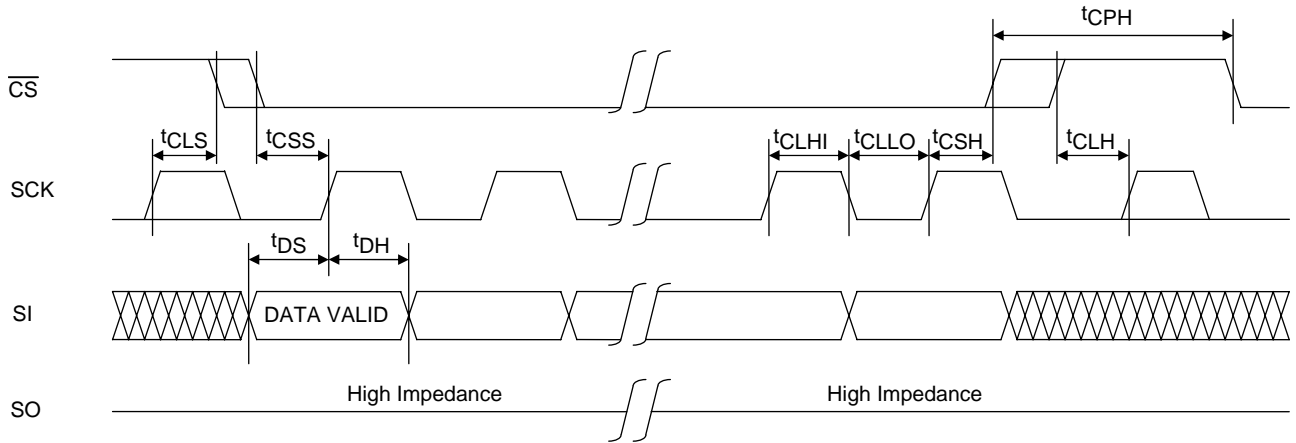 tCPH
CS
tCLS
tCSS
tCLHI
tCLLO
tCSH
tCLH
SCK
tDS
tDH
SI
DATA VALID
High Impedance
High Impedance
SO